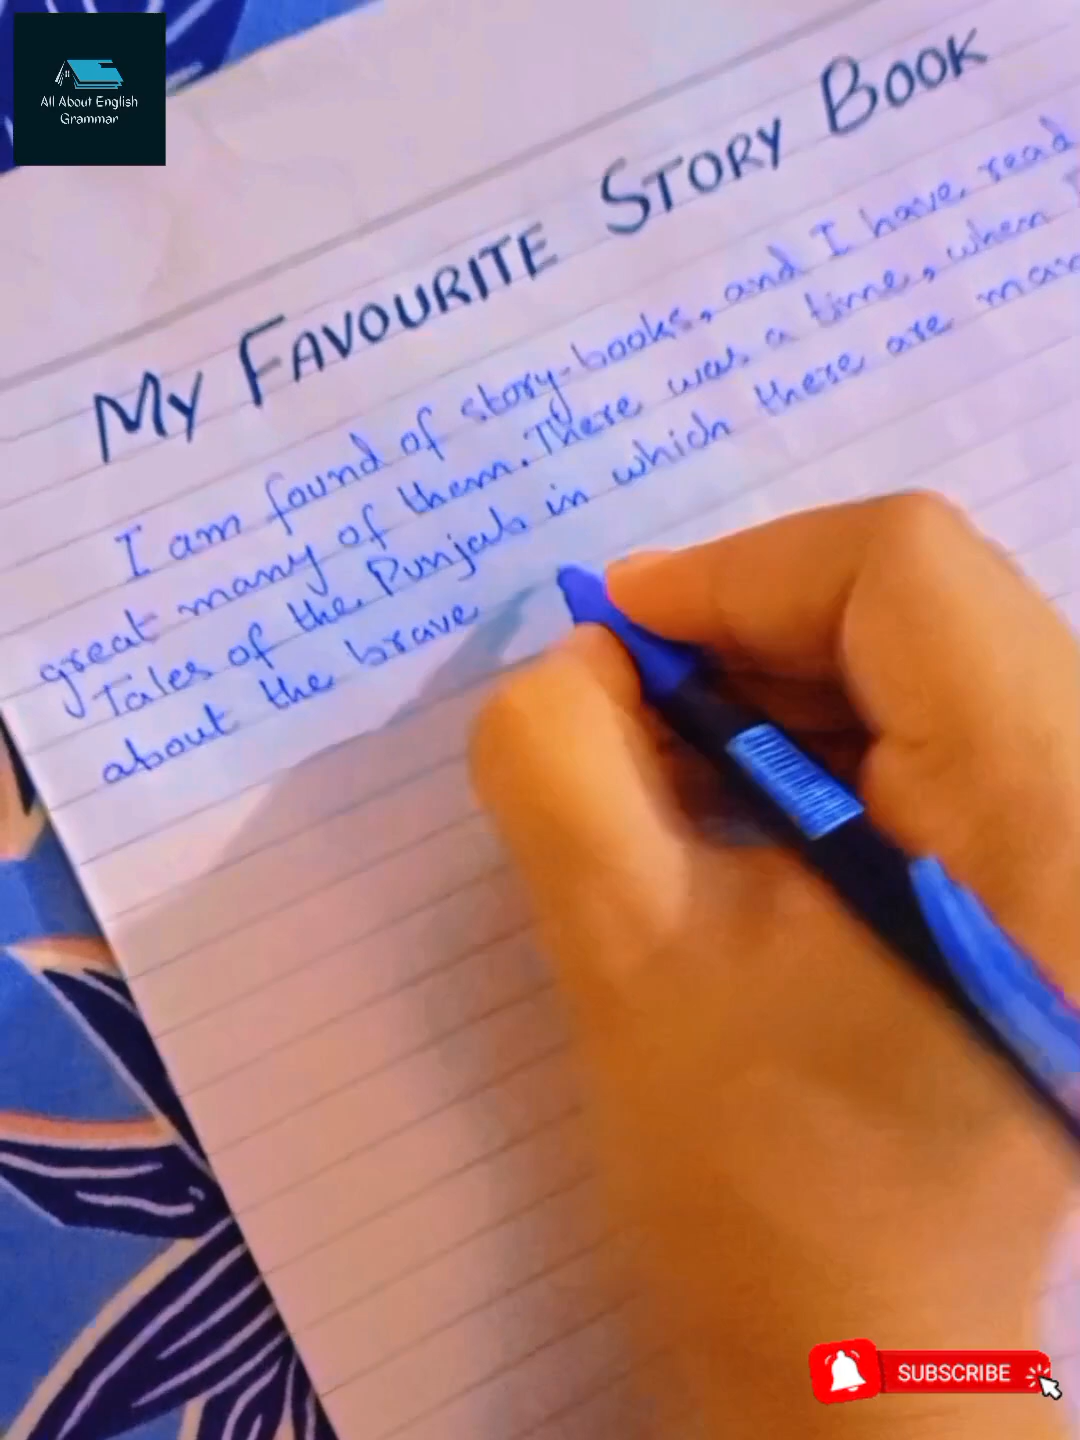 All About English
Grammar
MY FAVOURITE STORY BOOK
I am found of story-books, and I have read
great many of them. There was a time, when
Tales of the Punjab in which there are
about the brave
SUBSCRIBE